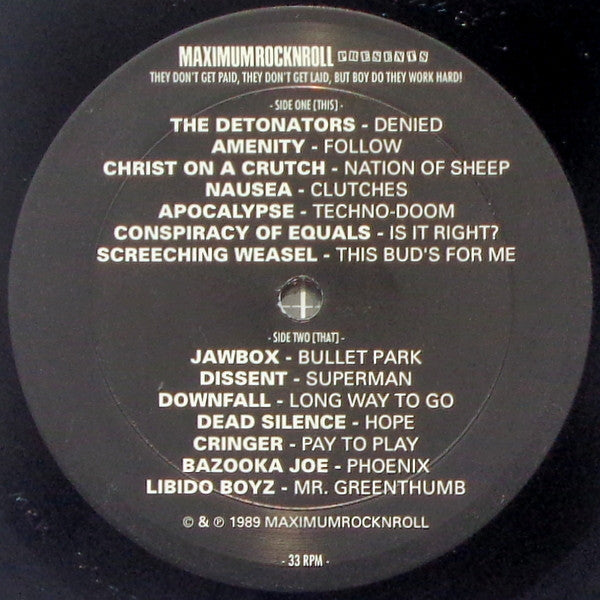 MAXIMUMROCKNROLL PRESENTS
THEY DON'T GET PAID, THEY DON'T GET LAID, BUT BOY DO THEY WORK HARD!
- SIDE ONE [THIS] -
THE DETONATORS - DENIED
AMENITY - FOLLOW
CHRIST ON A CRUTCH - NATION OF SHEEP
NAUSEA - CLUTCHES
APOCALYPSE - TECHNO-DOOM
CONSPIRACY OF EQUALS - IS IT RIGHT?
SCREECHING WEASEL - THIS BUD'S FOR ME
- SIDE TWO [THAT] -
JAWBOX - BULLET PARK
DISSENT - SUPERMAN
DOWNFALL - LONG WAY TO GO
DEAD SILENCE - HOPE
CRINGER - PAY TO PLAY
BAZOOKA JOE - PHOENIX
LIBIDO BOYZ - MR. GREENTHUMB
© & ℗ 1989 MAXIMUMROCKNROLL
- 33 RPM -